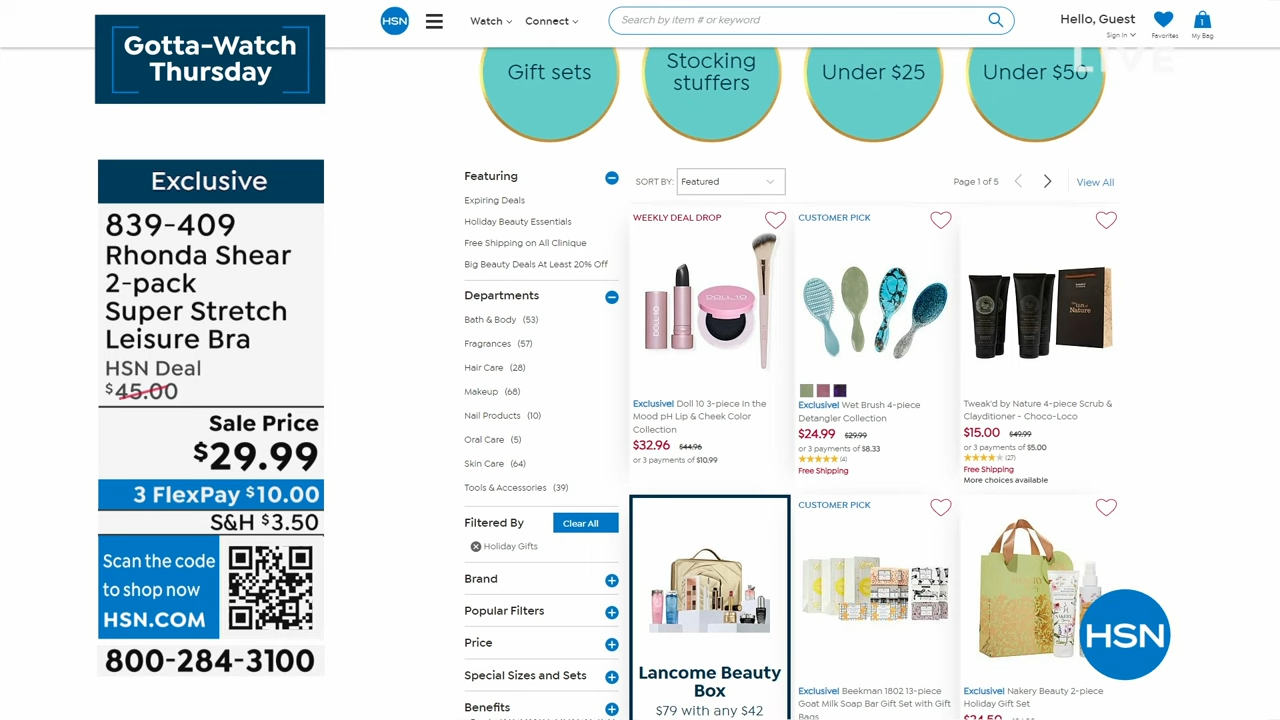 Gotta-Watch
Thursday
Exclusive
839-409
Rhonda Shear
2-pack
Super Stretch
Leisure Bra
HSN Deal
$45.00
Sale Price
$29.99
3 FlexPay $10.00
S&H $3.50
Scan the code
to shop now
HSN.COM
800-284-3100
HSN
Watch
Connect
Search by item # or keyword
Hello, Guest
Sign In
Favorites
1
My Bag
LIVE
Gift sets
Stocking
stuffers
Under $25
Under $50
Featuring
Expiring Deals
Holiday Beauty Essentials
Free Shipping on All Clinique
Big Beauty Deals At Least 20% Off
Departments
Bath & Body (53)
Fragrances (57)
Hair Care (28)
Makeup (68)
Nail Products (10)
Oral Care (5)
Skin Care (64)
Tools & Accessories (39)
Filtered By
Clear All
Holiday Gifts
Brand
Popular Filters
Price
Special Sizes and Sets
Benefits
SORT BY:
Featured
Page 1 of 5
View All
WEEKLY DEAL DROP
DOLL 10
DOLL 10
Exclusive! Doll 10 3-piece In the
Mood pH Lip & Cheek Color
Collection
$32.96 $44.96
or 3 payments of $10.99
CUSTOMER PICK
Exclusive! Wet Brush 4-piece
Detangler Collection
$24.99 $29.99
or 3 payments of $8.33
(4)
Free Shipping
Nature
Tweak'd by Nature 4-piece Scrub &
Clayditioner - Choco-Loco
$15.00 $49.99
or 3 payments of $5.00
(27)
Free Shipping
More choices available
Lancome Beauty
Box
$79 with any $42
CUSTOMER PICK
Exclusive! Beekman 1802 13-piece
Goat Milk Soap Bar Gift Set with Gift
Bags
Exclusive! Nakery Beauty 2-piece
Holiday Gift Set
$24.50
HSN